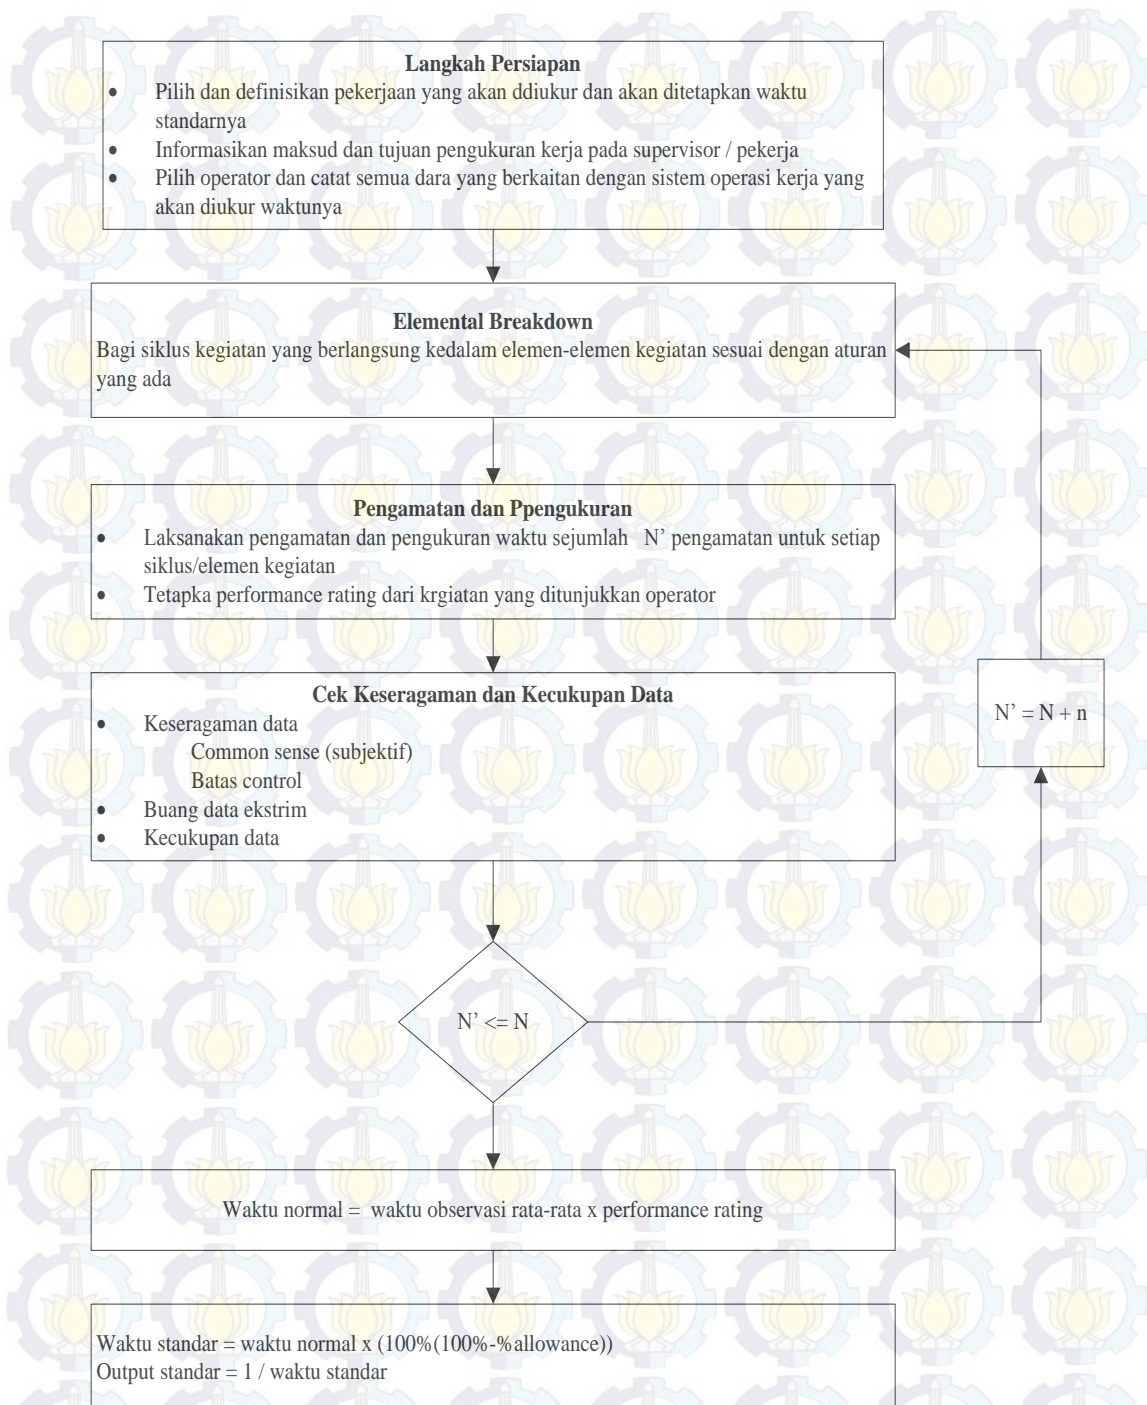 Langkah Persiapan
• Pilih dan definisikan pekerjaan yang akan ddiukur dan akan ditetapkan waktu
standarnya
• Informasikan maksud dan tujuan pengukuran kerja pada supervisor / pekerja
• Pilih operator dan catat semua dara yang berkaitan dengan sistem operasi kerja yang
akan diukur waktunya
Elemental Breakdown
Bagi siklus kegiatan yang berlangsung kedalam elemen-elemen kegiatan sesuai dengan aturan
yang ada
Pengamatan dan Ppengukuran
• Laksanakan pengamatan dan pengukuran waktu sejumlah N’ pengamatan untuk setiap
siklus/elemen kegiatan
• Tetapka performance rating dari krgiatan yang ditunjukkan operator
Cek Keseragaman dan Kecukupan Data
• Keseragaman data
Common sense (subjektif)
Batas control
• Buang data ekstrim
• Kecukupan data
N’ = N + n
N’ <= N
Waktu normal = waktu observasi rata-rata x performance rating
Waktu standar = waktu normal x (100%(100%-%allowance))
Output standar = 1 / waktu standar